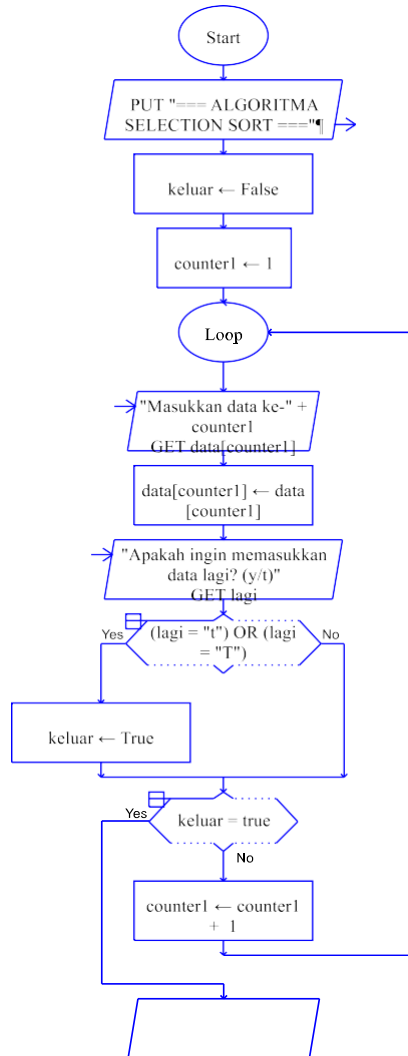 Start
PUT "=== ALGORITMA
SELECTION SORT ==="¶
keluar ← False
counter1 ← 1
Loop
"Masukkan data ke-" +
counter1
GET data[counter1]
data[counter1] ← data
[counter1]
"Apakah ingin memasukkan
data lagi? (y/t)"
GET lagi
Yes
(lagi = "t") OR (lagi
= "T")
No
keluar ← True
Yes
keluar = true
No
counter1 ← counter1
+ 1